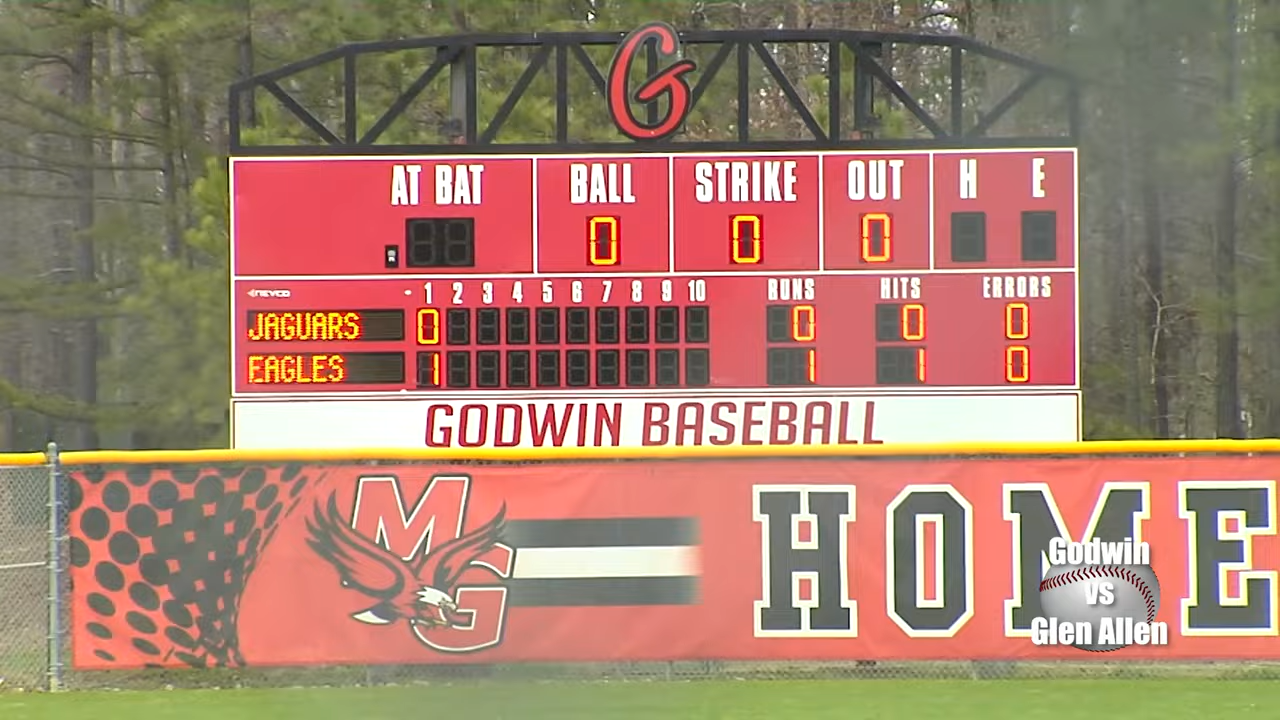 G
AT BAT BALL STRIKE OUT H E
0 0 0
NEVCO 1 2 3 4 5 6 7 8 9 10 RUNS HITS ERRORS
JAGUARS 0 0 0 0
EAGLES 1 1 1 0
GODWIN BASEBALL
MG HOME
Godwin
vs
Glen Allen